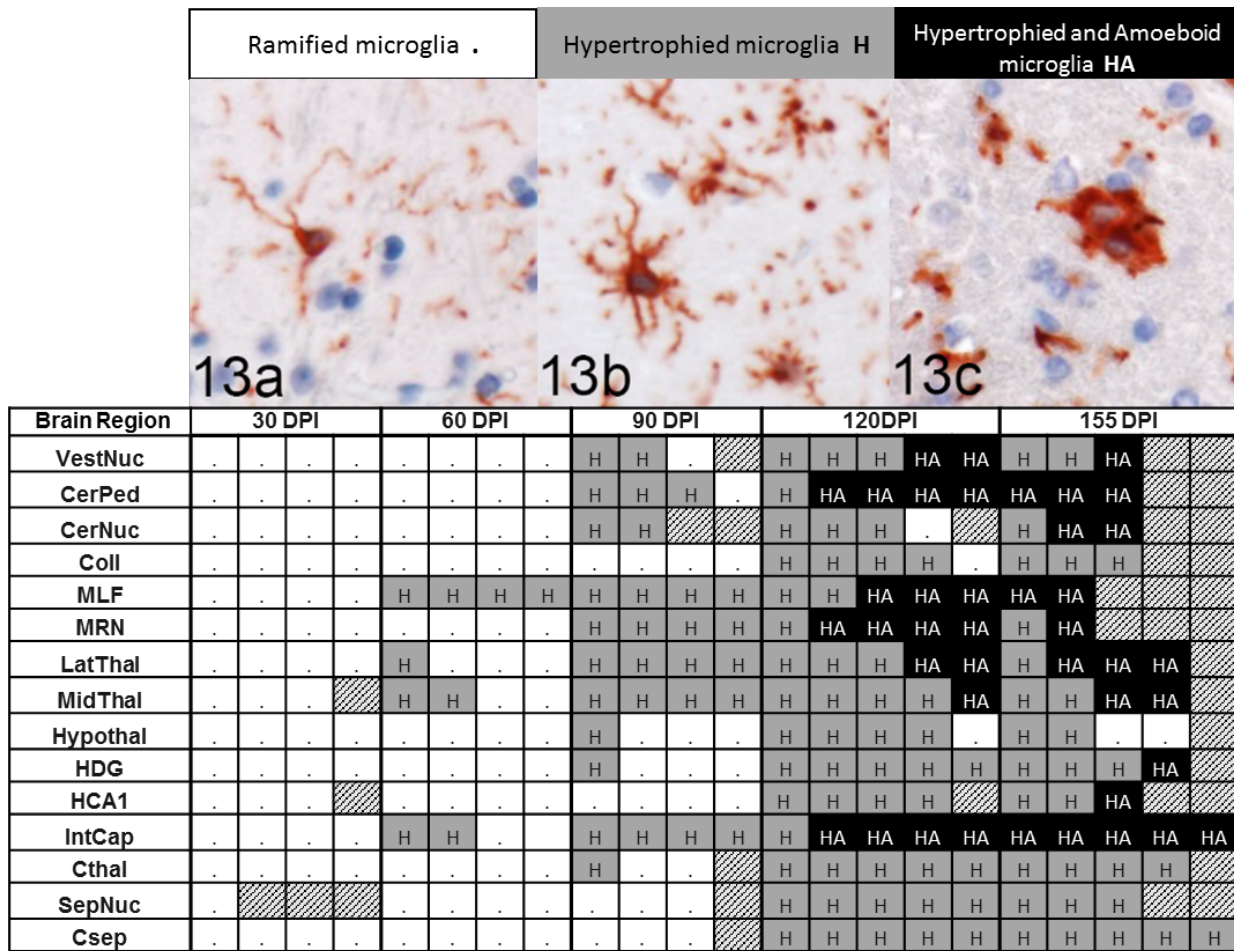 Ramified microglia .
Hypertrophied microglia H
Hypertrophied and Amoeboid
microglia HA
13a 13b 13c
Brain Region 30 DPI 60 DPI 90 DPI 120DPI 155 DPI
VestNuc . . . . . . . . H H . H H H HA HA H H HA
CerPed . . . . . . . . H H H . H HA HA HA HA HA HA HA
CerNuc . . . . . . . . H H H H H . H HA HA
Coll . . . . . . . . . . . . H H H H . H H H
MLF . . . . H H H H H H H H H H HA HA HA HA HA
MRN . . . . . . . . H H H H H HA HA HA HA H HA
LatThal . . . . H . . . H H H H H H H HA HA H HA HA HA
MidThal . . . H H . . H H H H H H H H HA H H HA HA
Hypothal . . . . . . . . H . . . H H H H . H H . .
HDG . . . . . . . . H . . . H H H H H H H H HA
HCA1 . . . . . . . . . . . H H H H H H HA
IntCap . . . . H H . . H H H H H HA HA HA HA HA HA HA HA HA
Cthal . . . . . . . . H . . H H H H H H H H H
SepNuc . . . . . . . . H H H H H H H H
Csep . . . . . . . . . . . H H H H H H H H H H